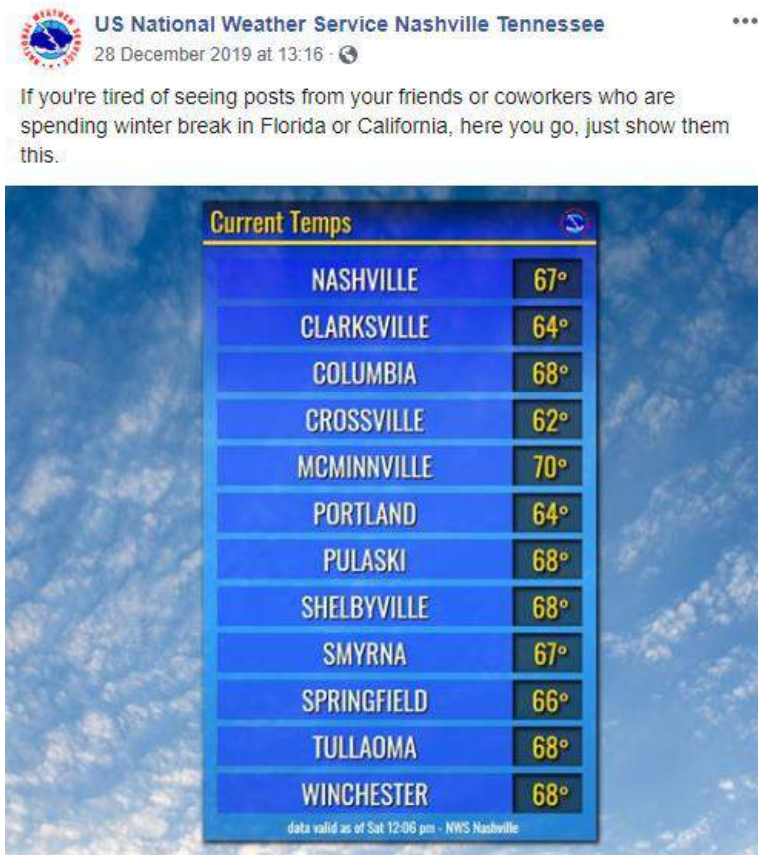 US National Weather Service Nashville Tennessee
28 December 2019 at 13:16 ·
If you're tired of seeing posts from your friends or coworkers who are
spending winter break in Florida or California, here you go, just show them
this.
Current Temps
NASHVILLE 67°
CLARKSVILLE 64°
COLUMBIA 68°
CROSSVILLE 62°
MCMINNVILLE 70°
PORTLAND 64°
PULASKI 68°
SHELBYVILLE 68°
SMYRNA 67°
SPRINGFIELD 66°
TULLAOMA 68°
WINCHESTER 68°
data valid as of Sat 12:06 pm - NWS Nashville